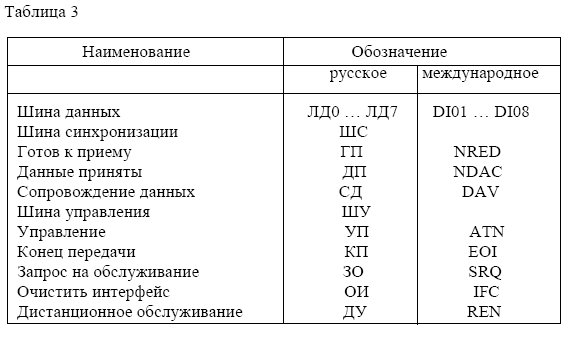 Таблица 3
Наименование Обозначение
русское международное
Шина данных ЛД0 … ЛД7 DI01 … DI08
Шина синхронизации ШС
Готов к приему ГП NRED
Данные приняты ДП NDAC
Сопровождение данных СД DAV
Шина управления ШУ
Управление УП ATN
Конец передачи КП EOI
Запрос на обслуживание ЗО SRQ
Очистить интерфейс ОИ IFC
Дистанционное обслуживание ДУ REN